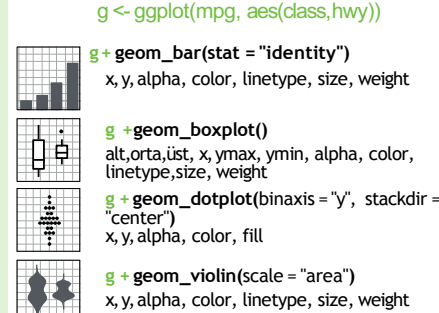 g <- ggplot(mpg, aes(class,hwy))
g + geom_bar(stat = "identity")
x, y, alpha, color, linetype, size, weight
g +geom_boxplot()
alt,orta,üst, x, ymax, ymin, alpha, color,
linetype,size, weight
g + geom_dotplot(binaxis = "y", stackdir =
"center")
x, y, alpha, color, fill
g + geom_violin(scale = "area")
x, y, alpha, color, linetype, size, weight